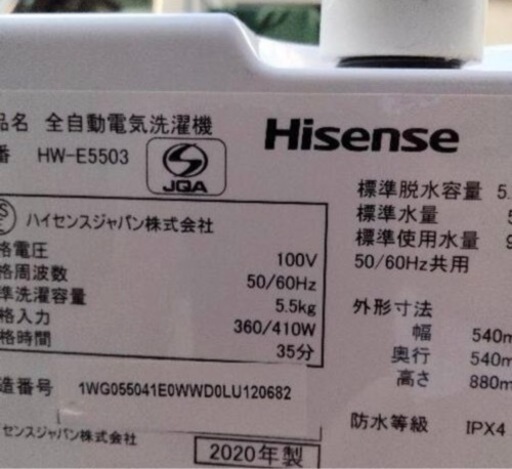 品名 全自動電気洗濯機
番 HW-E5503
JQA
Hisense
ハイセンスジャパン株式会社
格電圧 100V
格周波数 50/60Hz
準洗濯容量 5.5kg
格入力 360/410W
格時間 35分
造番号 1WG055041E0WWD0LU120682
イセンスジャパン株式会社
2020年製
標準脱水容量 5.
標準水量 5
標準使用水量 9
50/60Hz共用
外形寸法
幅 540m
奥行 540m
高さ 880m
防水等級 IPX4